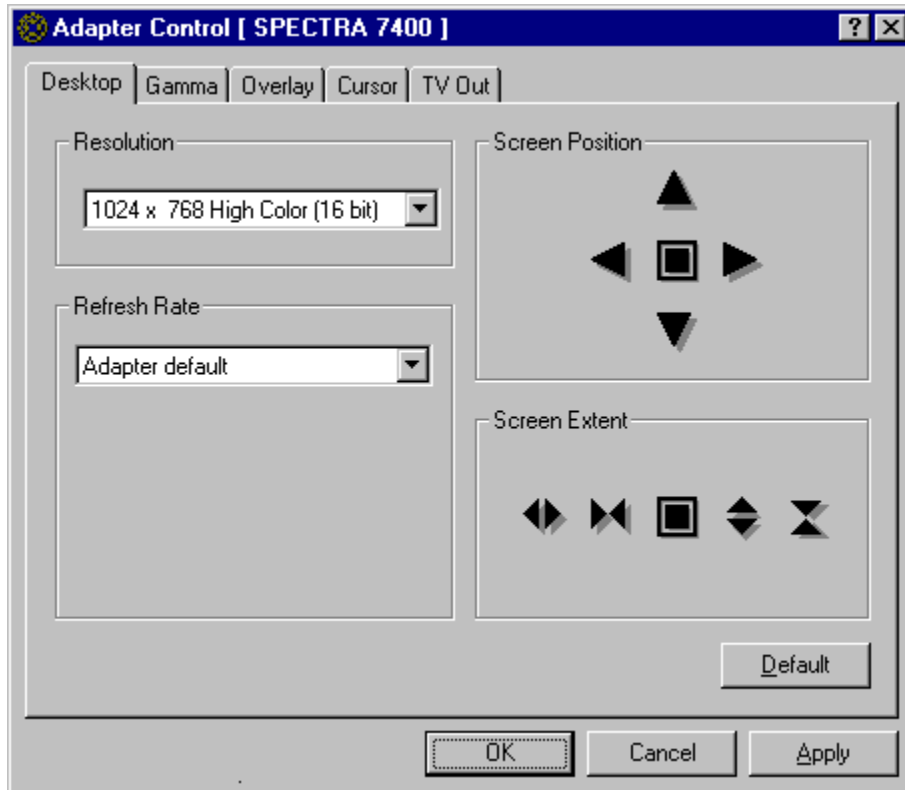 Adapter Control [ SPECTRA 7400 ]
Desktop Gamma Overlay Cursor TV Out
Resolution
1024 x  768 High Color (16 bit)
Refresh Rate
Adapter default
Screen Position
Screen Extent
Default
OK Cancel Apply